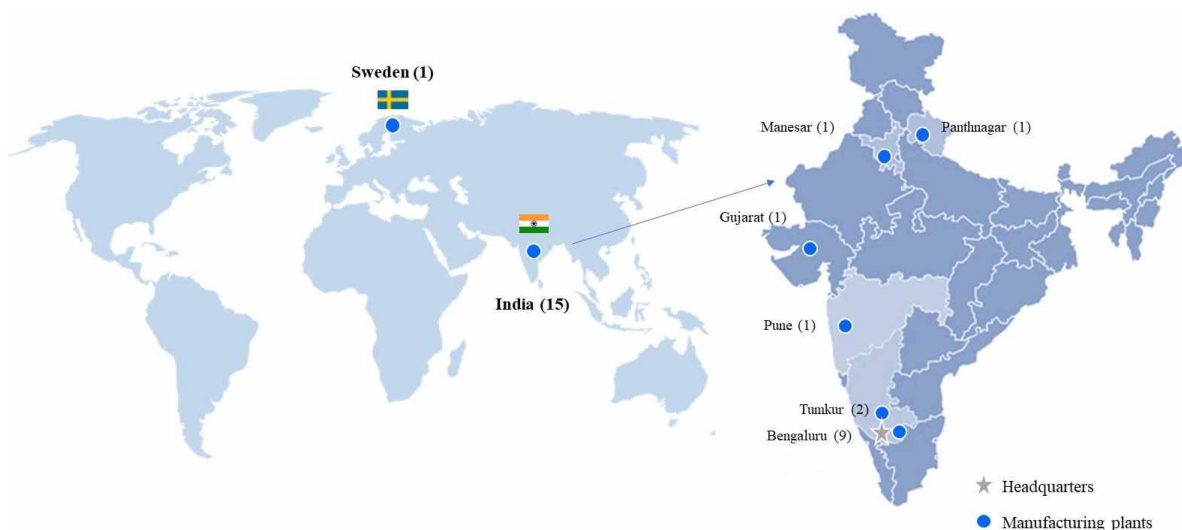 Sweden (1)
India (15)
Manesar (1)
Panthnagar (1)
Gujarat (1)
Pune (1)
Tumkur (2)
Bengaluru (9)
Headquarters
Manufacturing plants